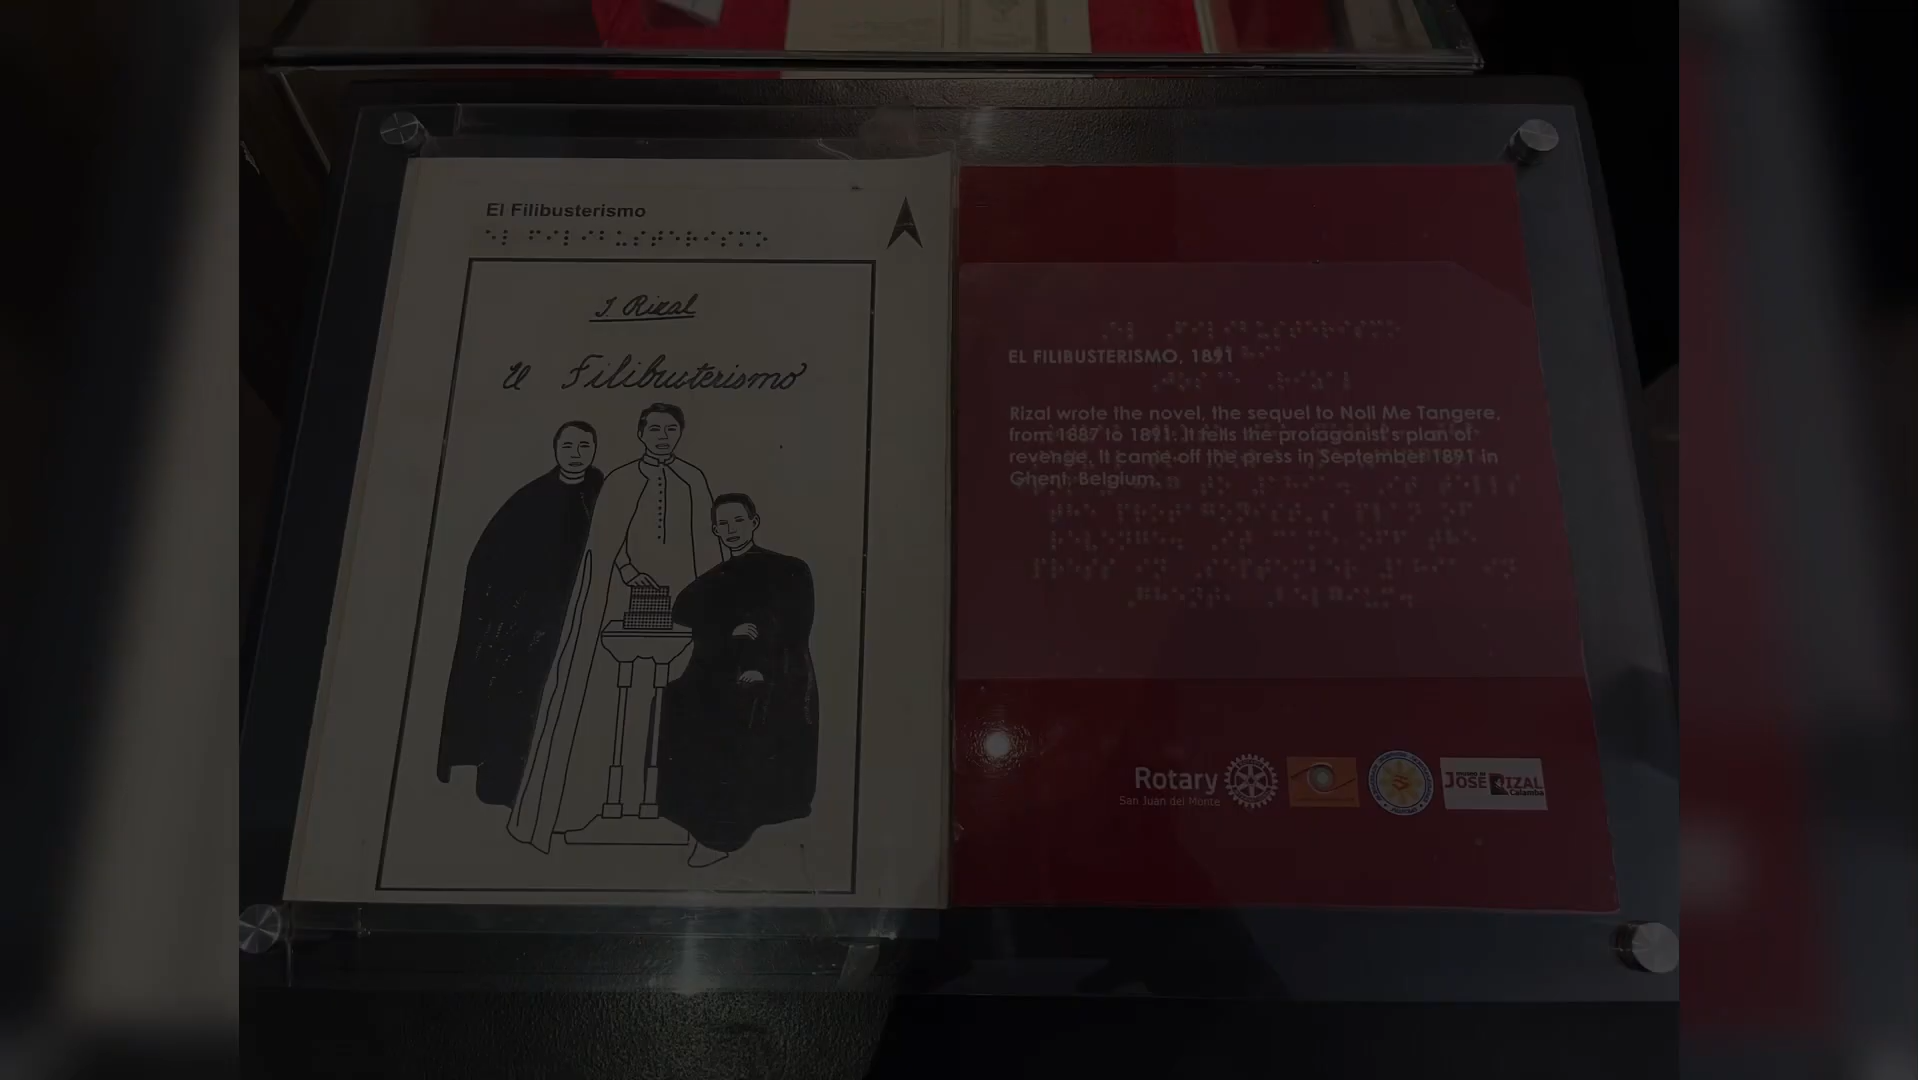 El Filibusterismo
J. Rizal
El Filibusterismo
EL FILIBUSTERISMO, 1891
Rizal wrote the novel, the sequel to Noli Me Tangere,
from 1887 to 1891. It tells the protagonist's plan of
revenge. It came off the press in September 1891 in
Ghent, Belgium.
Rotary
San Juan del Monte
JOSE RIZAL
Calamba